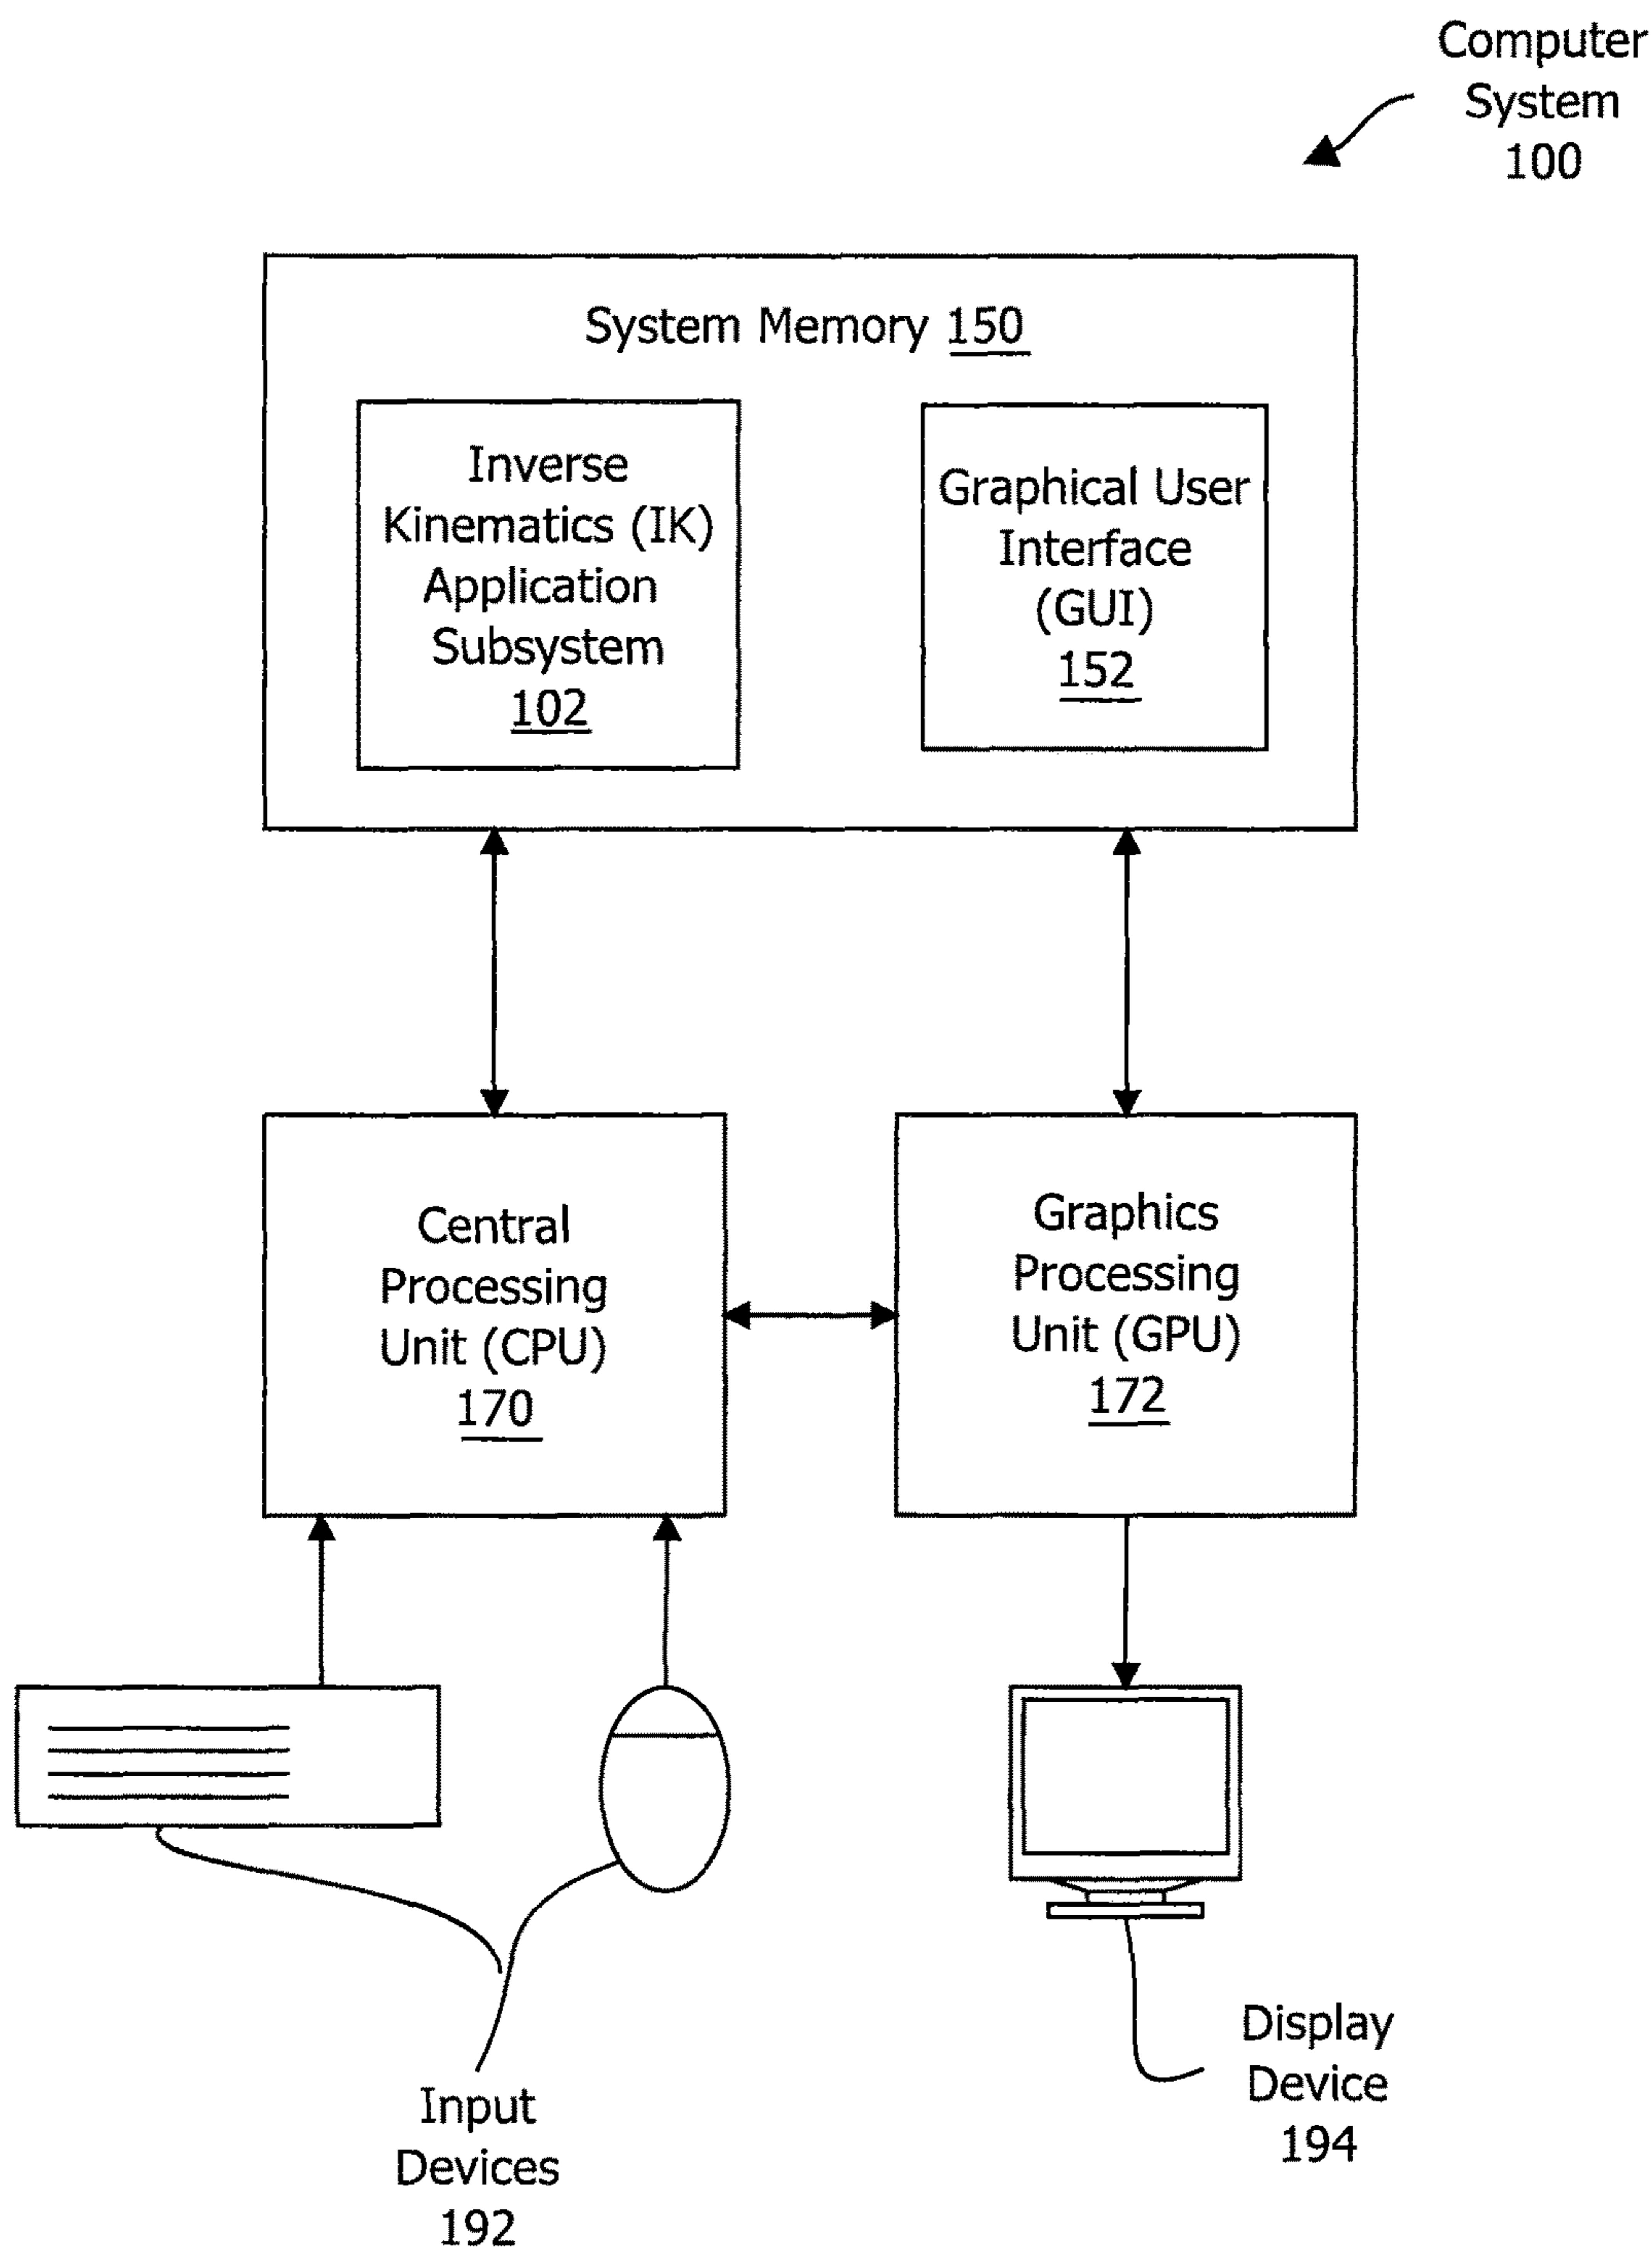 Computer
System
100
System Memory 150
Inverse
Kinematics (IK)
Application
Subsystem
102
Graphical User
Interface
(GUI)
152
Central
Processing
Unit (CPU)
170
Graphics
Processing
Unit (GPU)
172
Input
Devices
192
Display
Device
194